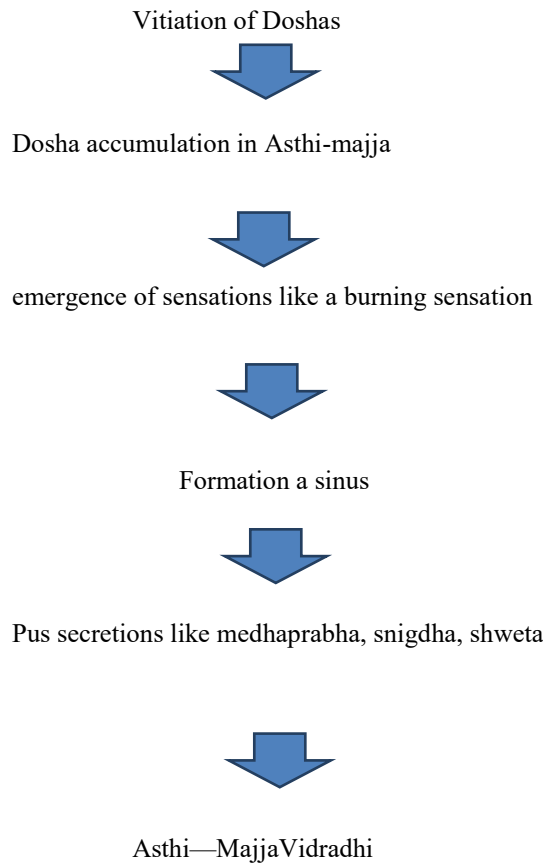 Vitiation of Doshas
Dosha accumulation in Asthi-majja
emergence of sensations like a burning sensation
Formation a sinus
Pus secretions like medhaprabha, snigdha, shweta
Asthi—MajjaVidradhi